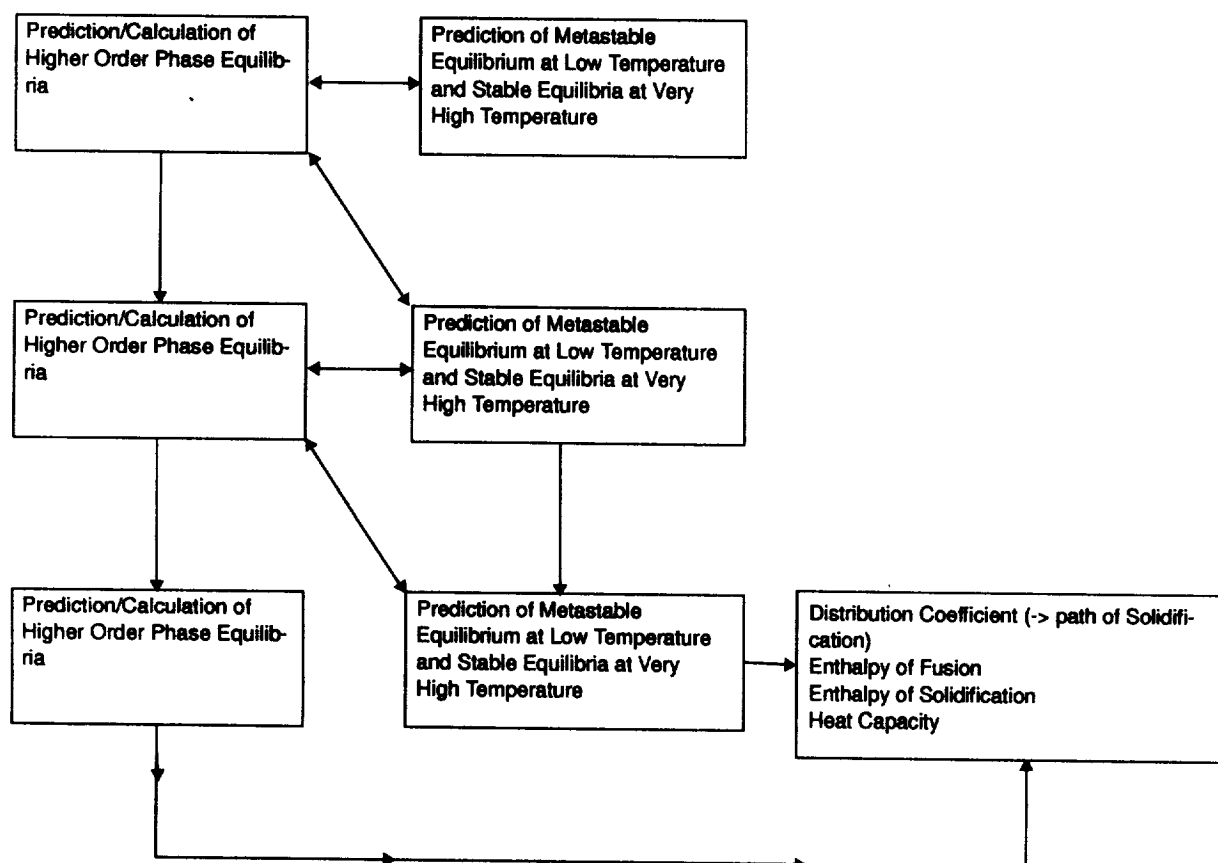 Prediction/Calculation of
Higher Order Phase Equilib-
ria
Prediction of Metastable
Equilibrium at Low Temperature
and Stable Equilibria at Very
High Temperature
Prediction/Calculation of
Higher Order Phase Equilib-
ria
Prediction of Metastable
Equilibrium at Low Temperature
and Stable Equilibria at Very
High Temperature
Prediction/Calculation of
Higher Order Phase Equilib-
ria
Prediction of Metastable
Equilibrium at Low Temperature
and Stable Equilibria at Very
High Temperature
Distribution Coefficient (-> path of Solidifi-
cation)
Enthalpy of Fusion
Enthalpy of Solidification
Heat Capacity